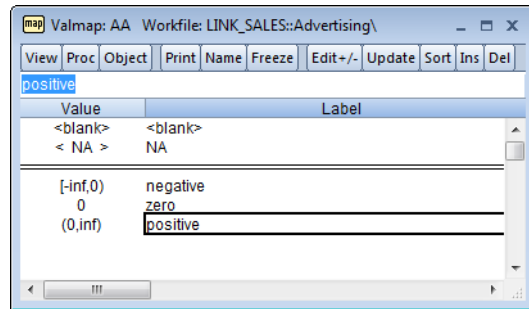 map Valmap: AA Workfile: LINK_SALES::Advertising\
View Proc Object Print Name Freeze Edit+/- Update Sort Ins Del
positive
Value Label
<blank> <blank>
< NA > NA
[-inf,0) negative
0 zero
(0,inf) positive